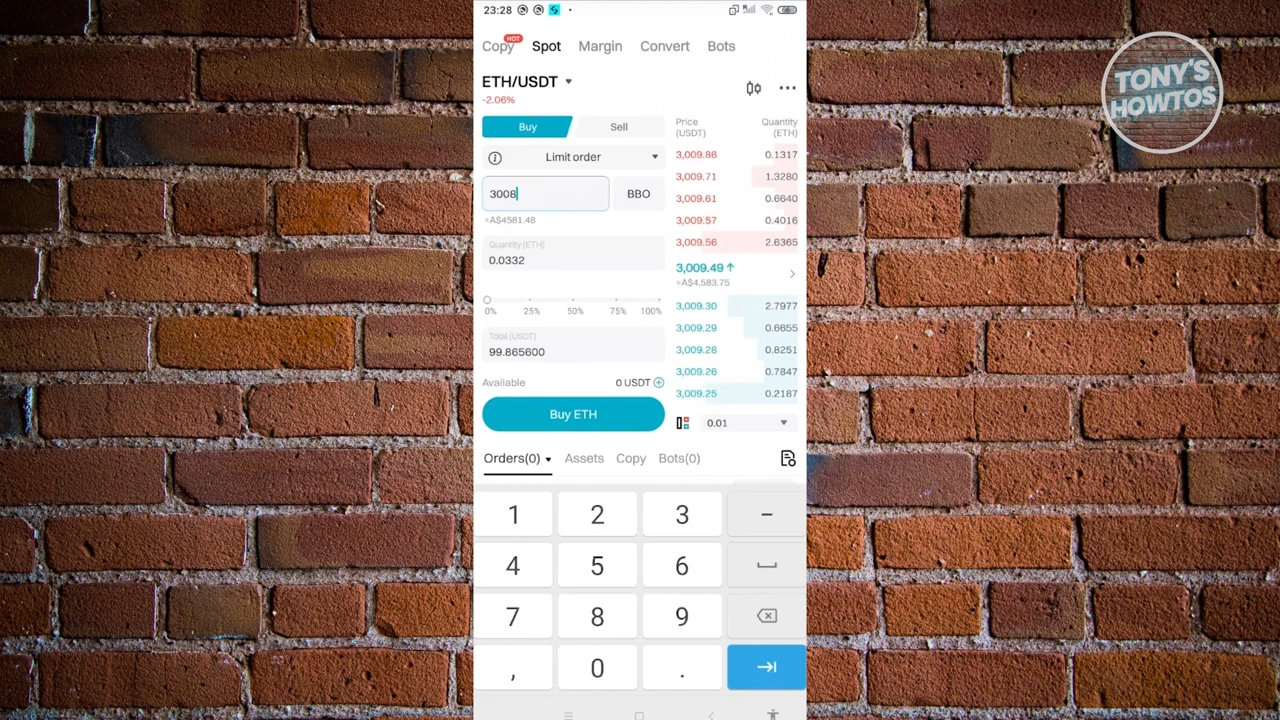 23:28
HOT
Copy Spot Margin Convert Bots
TONY'S
HOWTOS
ETH/USDT
-2.06%
Buy Sell
Limit order
3008 BBO
≈A$4581.48
Quantity (ETH)
0.0332
0% 25% 50% 75% 100%
Total (USDT)
99.865600
Available 0 USDT
Buy ETH
Price Quantity
(USDT) (ETH)
3,009.86 0.1317
3,009.71 1.3280
3,009.61 0.6640
3,009.57 0.4016
3,009.56 2.6365
3,009.49 ↑
≈A$4,583.75
3,009.30 2.7977
3,009.29 0.6655
3,009.28 0.8251
3,009.26 0.7847
3,009.25 0.2187
0.01
Orders(0) Assets Copy Bots(0)
1 2 3 –
4 5 6
7 8 9
, 0 .